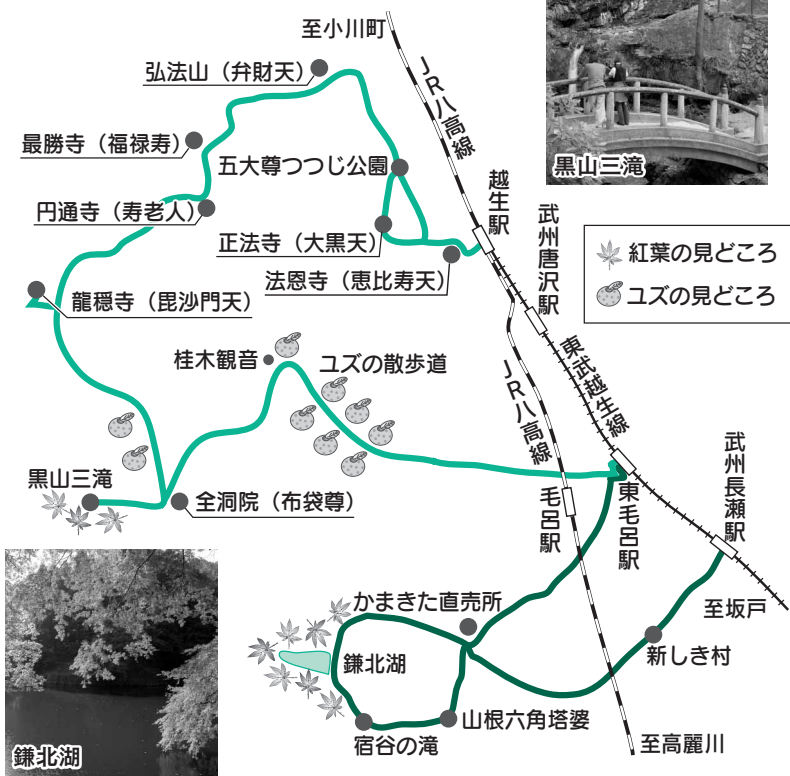 至小川町
弘法山（弁財天）
JR八高線
最勝寺（福禄寿）
五大尊つつじ公園
黒山三滝
円通寺（寿老人）
正法寺（大黒天）
越生駅
武州唐沢駅
法恩寺（恵比寿天）
紅葉の見どころ
ユズの見どころ
龍穏寺（毘沙門天）
桂木観音
ユズの散歩道
JR八高線
東武越生線
武州長瀬駅
黒山三滝
全洞院（布袋尊）
毛呂駅
東毛呂駅
かまきた直売所
至坂戸
新しき村
鎌北湖
山根六角塔婆
宿谷の滝
至高麗川
鎌北湖